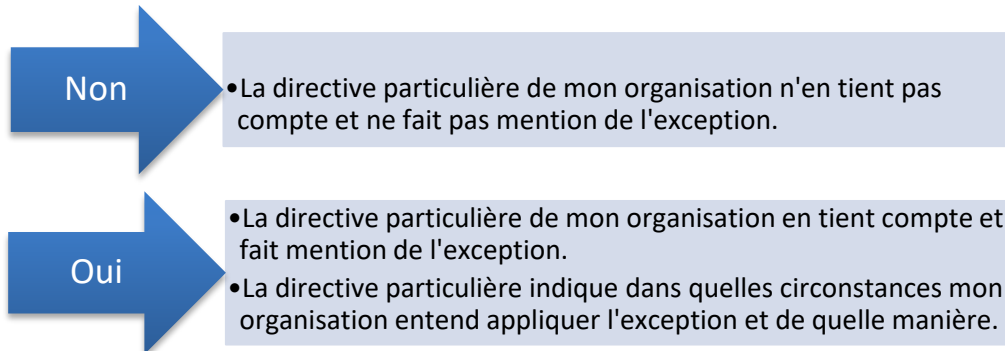 Non
•La directive particulière de mon organisation n'en tient pas
compte et ne fait pas mention de l'exception.
Oui
•La directive particulière de mon organisation en tient compte et
fait mention de l'exception.
•La directive particulière indique dans quelles circonstances mon
organisation entend appliquer l'exception et de quelle manière.